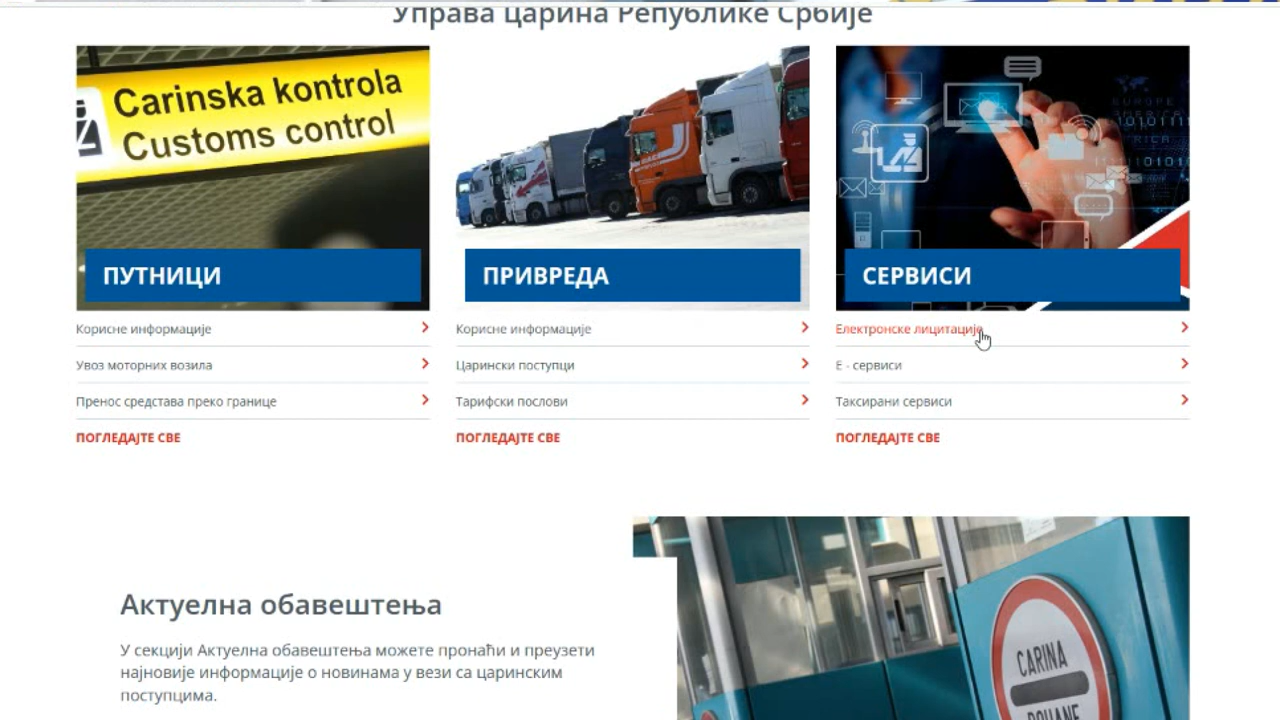 Управа царина Републике Србије
Carinska kontrola
Customs control
ПУТНИЦИ
ПРИВРЕДА
СЕРВИСИ
Корисне информације
Увоз моторних возила
Пренос средстава преко границе
ПОГЛЕДАЈТЕ СВЕ
Корисне информације
Царински поступци
Тарифски послови
ПОГЛЕДАЈТЕ СВЕ
Електронске лицитације
Е - сервиси
Таксирани сервиси
ПОГЛЕДАЈТЕ СВЕ
Актуелна обавештења
У секцији Актуелна обавештења можете пронаћи и преузети
најновије информације о новинама у вези са царинским
поступцима.
CARINA
DOUANE